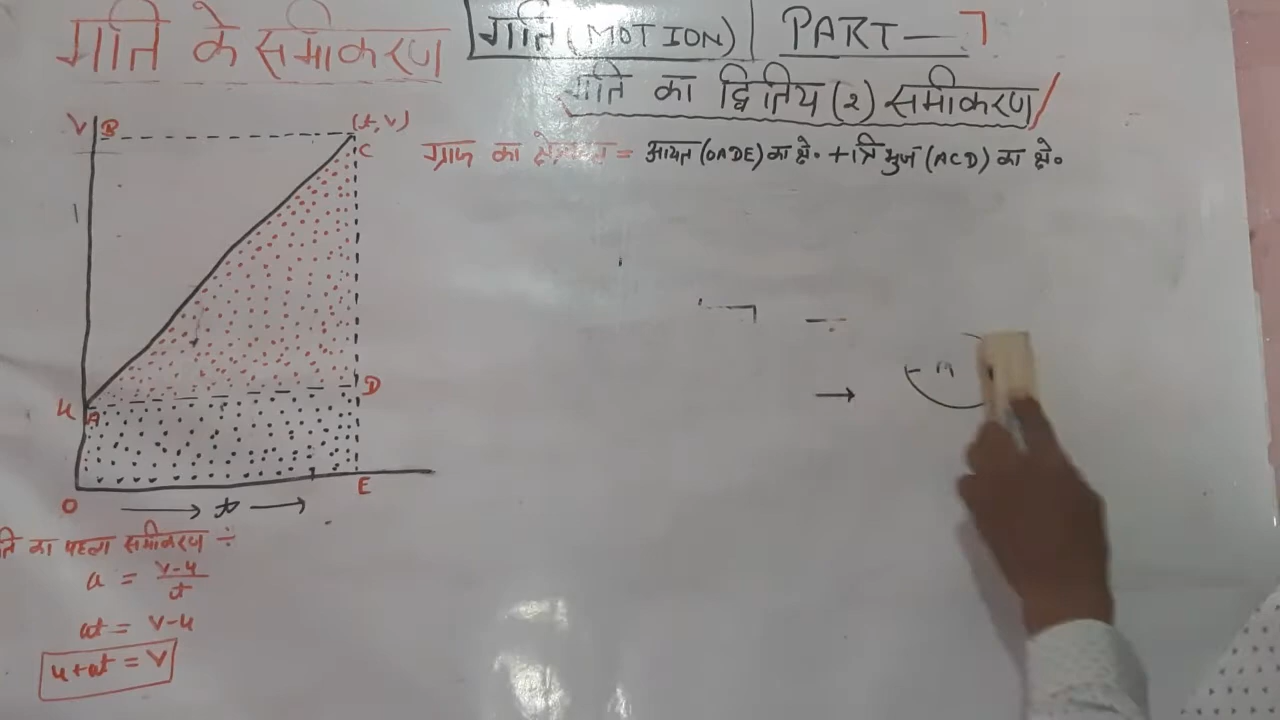 गति के समीकरण
गति (MOTION) PART – 7
गति का द्वितिय (2) समीकरण
ग्राफ का = आयत (OADE) का क्षे० + त्रिभुज (ACD) का क्षे०
V B (t, v)
C
u A D
O → t → E
का पहला समीकरण ÷
a = v-u/t
at = v-u
u+at = v